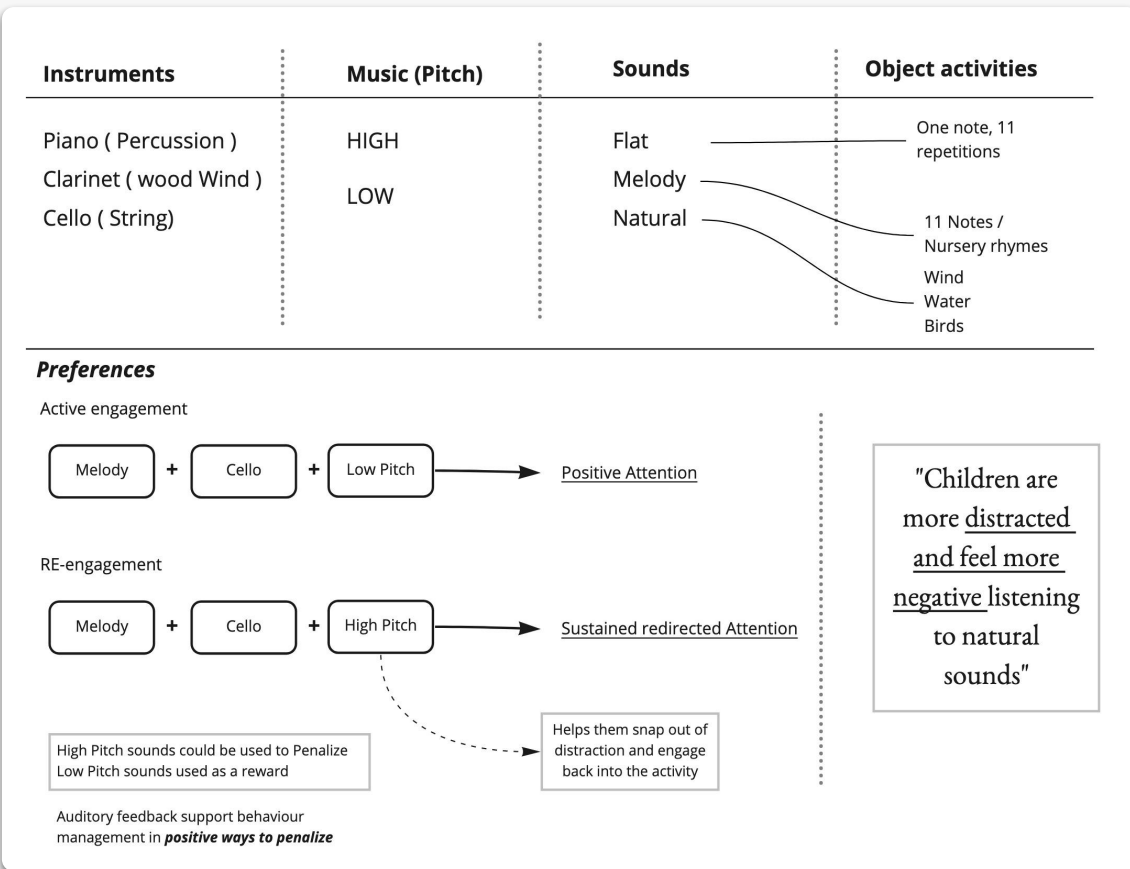 Instruments
Music (Pitch)
Sounds
Object activities
Piano ( Percussion )
Clarinet ( wood Wind )
Cello ( String)
HIGH
LOW
Flat
Melody
Natural
One note, 11
repetitions
11 Notes /
Nursery rhymes
Wind
Water
Birds
Preferences
Active engagement
Melody + Cello + Low Pitch
Positive Attention
RE-engagement
Melody + Cello + High Pitch
Sustained redirected Attention
Helps them snap out of
distraction and engage
back into the activity
High Pitch sounds could be used to Penalize
Low Pitch sounds used as a reward
Auditory feedback support behaviour
management in positive ways to penalize
"Children are
more distracted
and feel more
negative listening
to natural
sounds"